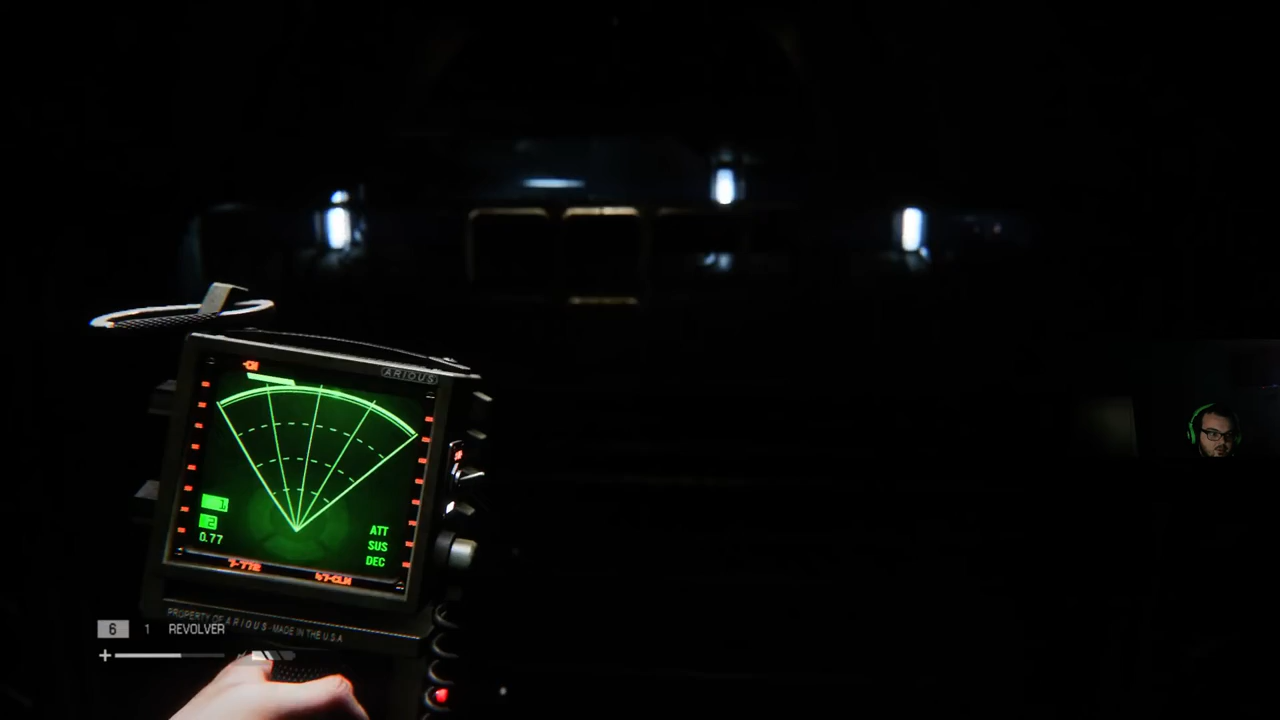 ARIOUS
1
2
0.77
ATT
SUS
DEC
PROPERTY OF ARIOUS - MADE IN THE U.S.A
6 1 REVOLVER